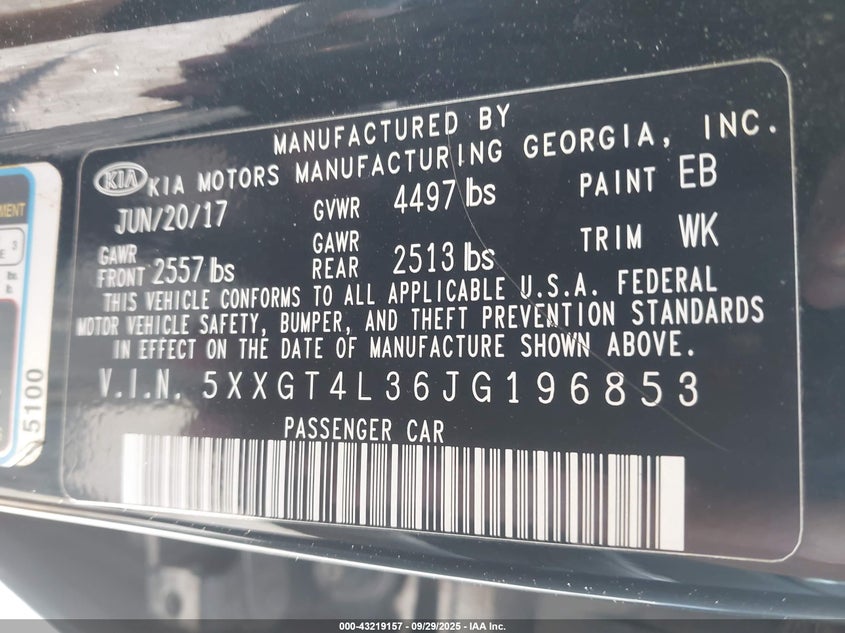 MANUFACTURED BY
KIA KIA MOTORS MANUFACTURING GEORGIA, INC.
JUN/20/17 GVWR 4497 lbs PAINT EB
GAWR FRONT 2557 lbs GAWR REAR 2513 lbs TRIM WK
THIS VEHICLE CONFORMS TO ALL APPLICABLE U.S.A. FEDERAL
MOTOR VEHICLE SAFETY, BUMPER, AND THEFT PREVENTION STANDARDS
IN EFFECT ON THE DATE OF MANUFACTURE SHOWN ABOVE.
V.I.N. 5XXGT4L36JG196853
PASSENGER CAR
5100
000-43219157 - 09/29/2025 - IAA Inc.